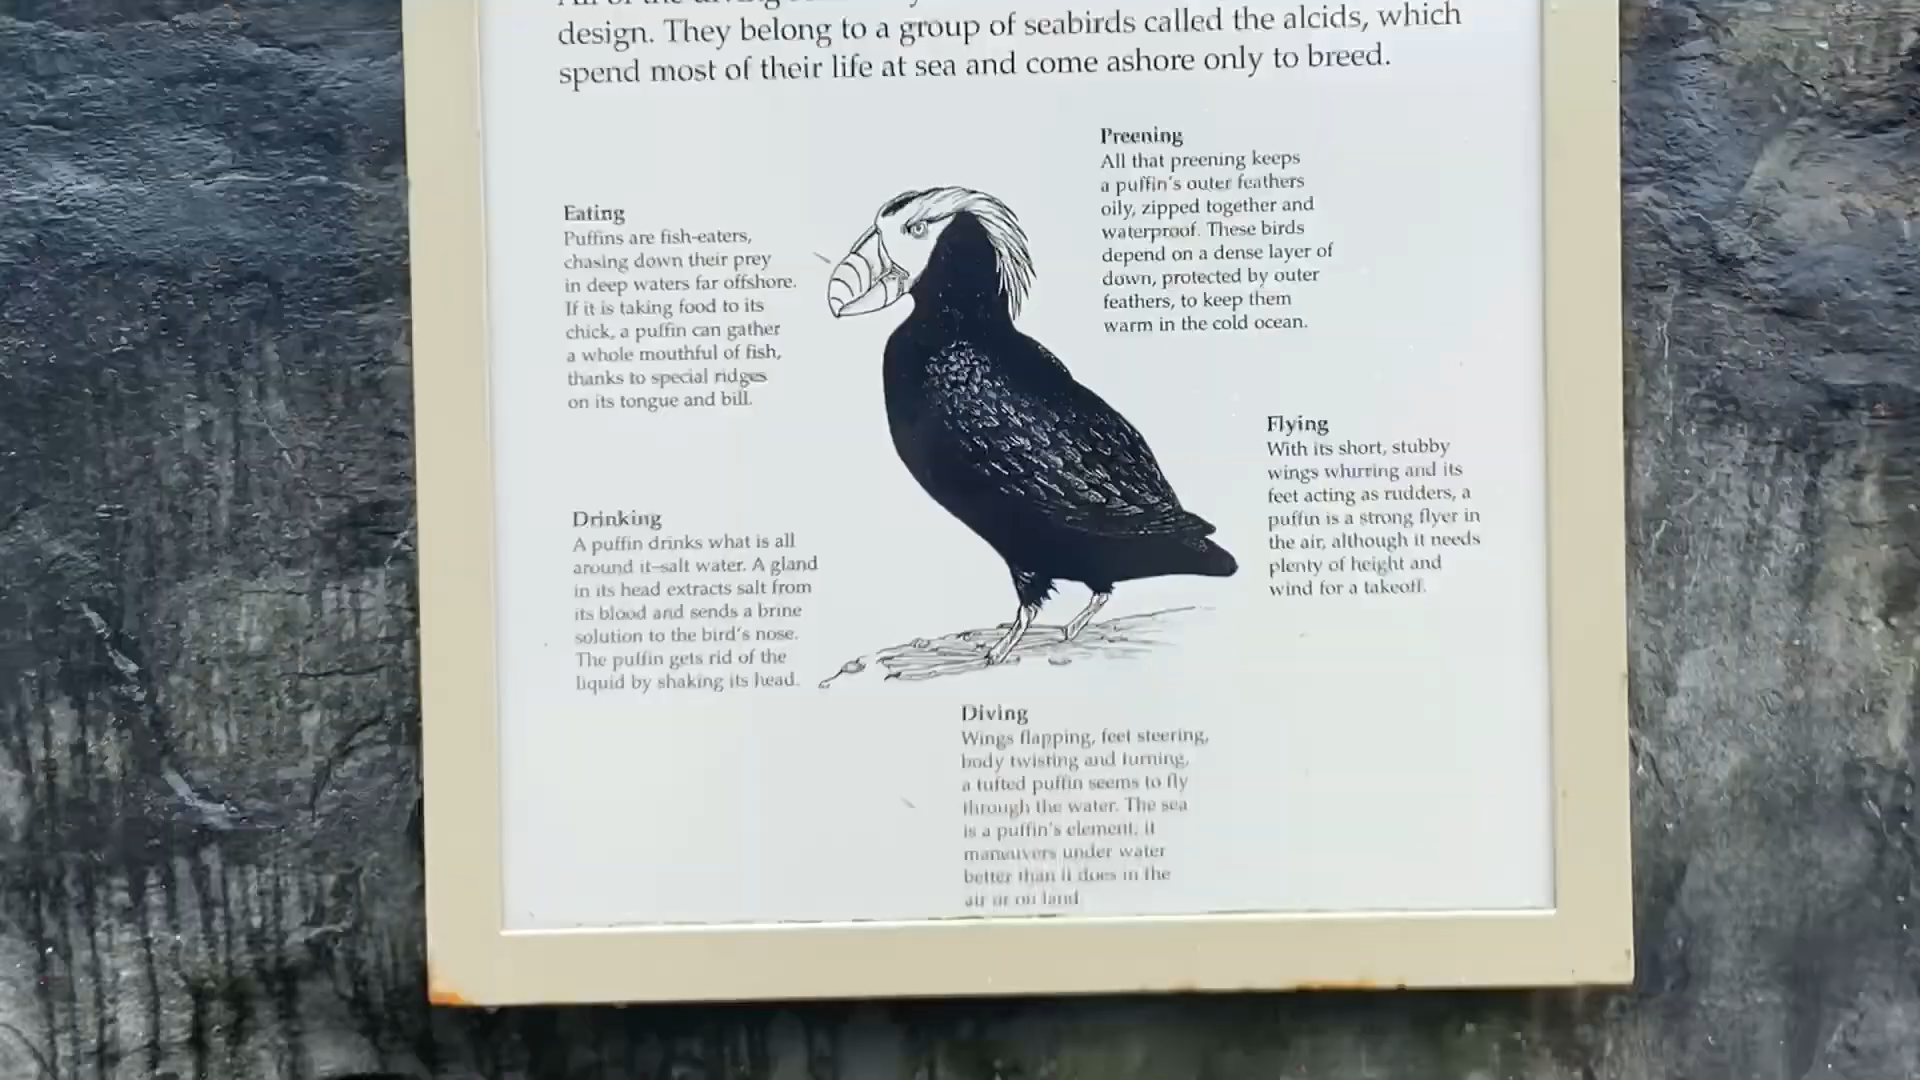 design. They belong to a group of seabirds called the alcids, which
spend most of their life at sea and come ashore only to breed.
Preening
All that preening keeps
a puffin's outer feathers
oily, zipped together and
waterproof. These birds
depend on a dense layer of
down, protected by outer
feathers, to keep them
warm in the cold ocean.
Eating
Puffins are fish-eaters,
chasing down their prey
in deep waters far offshore.
If it is taking food to its
chick, a puffin can gather
a whole mouthful of fish,
thanks to special ridges
on its tongue and bill.
Flying
With its short, stubby
wings whurring and its
feet acting as rudders, a
puffin is a strong flyer in
the air, although it needs
plenty of height and
wind for a takeoff.
Drinking
A puffin drinks what is all
around it–salt water. A gland
in its head extracts salt from
its blood and sends a brine
solution to the bird's nose.
The puffin gets rid of the
liquid by shaking its head.
Diving
Wings flapping, feet steering,
body twisting and turning,
a tufted puffin seems to fly
through the water. The sea
is a puffin's element, it
maneuvers under water
better than it does in the
air or on land